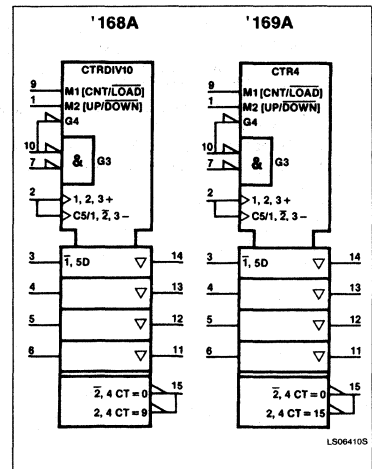 '168A
CTRDIV10
9 M1 [CNT/LOAD]
1 M2 [UP/DOWN]
G4
10
7 & G3
2 1, 2, 3 +
C5/1, 2̅, 3 –
3 1̅, 5D ▽ 14
4 ▽ 13
5 ▽ 12
6 ▽ 11
2̅, 4 CT = 0 15
2, 4 CT = 9
'169A
CTR4
9 M1 [CNT/LOAD]
1 M2 [UP/DOWN]
G4
10
7 & G3
2 1, 2, 3 +
C5/1, 2̅, 3 –
3 1̅, 5D ▽ 14
4 ▽ 13
5 ▽ 12
6 ▽ 11
2̅, 4 CT = 0 15
2, 4 CT = 15
LS06410S